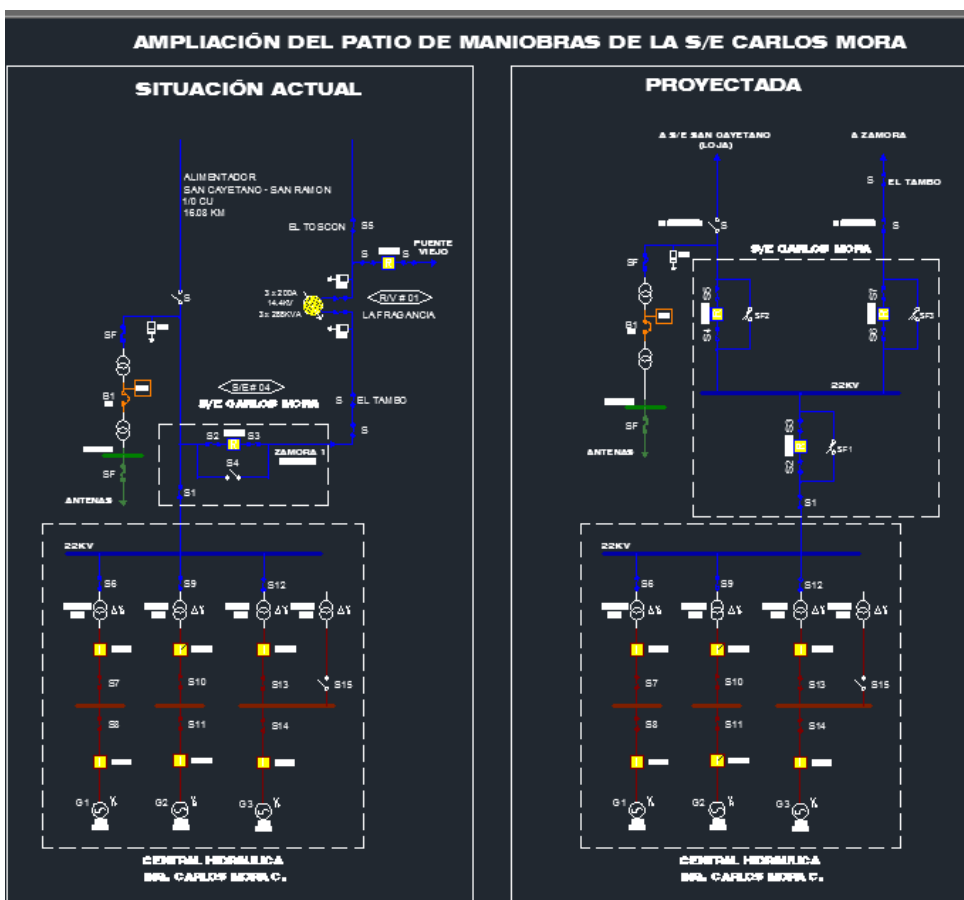 AMPLIACIÓN DEL PATIO DE MANIOBRAS DE LA S/E CARLOS MORA
SITUACIÓN ACTUAL
ALIMENTADOR
SAN CAYETANO - SAN RAMON
1/0 CU
16.08 KM
EL TOSCON
S5
S
S
PUENTE
VIEJO
3 x 200A
14.4KV
3 x 288KVA
R/V # 01
LA FRAGANCIA
S
SF
B1
S/E # 04
S/E CARLOS MORA
S
EL TAMBO
S
S2
S3
S4
ZAMORA 1
SF
ANTENAS
S1
22KV
S6
S9
S12
S7
S10
S13
S15
S8
S11
S14
G1
G2
G3
CENTRAL HIDRAULICA
ING. CARLOS MORA C.
PROYECTADA
A S/E SAN CAYETANO
(LOJA)
A ZAMORA
S
EL TAMBO
S
S
S/E CARLOS MORA
SF
S5
S7
SF2
SF3
B1
S4
S6
22KV
SF
S3
SF1
S2
ANTENAS
S1
22KV
S6
S9
S12
S7
S10
S13
S15
S8
S11
S14
G1
G2
G3
CENTRAL HIDRAULICA
ING. CARLOS MORA C.